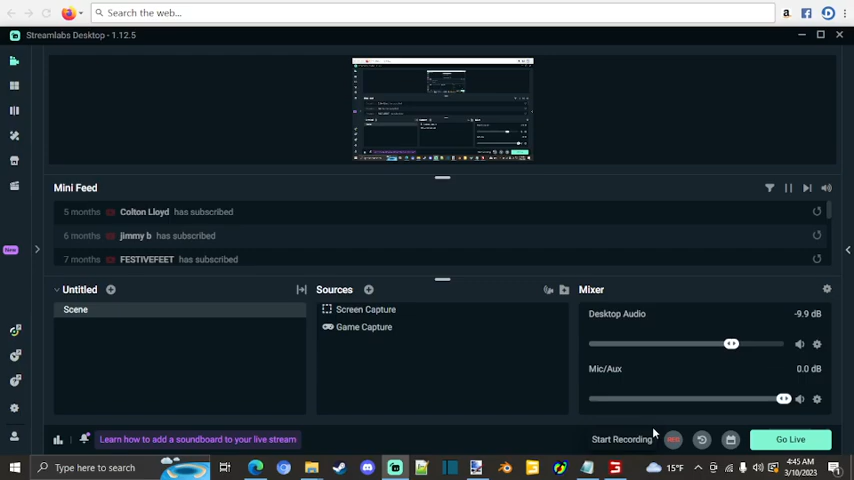 Search the web...
Streamlabs Desktop - 1.12.5
Mini Feed
5 months Colton Lloyd has subscribed
6 months jimmy b has subscribed
7 months FESTIVEFEET has subscribed
New
Untitled
Scene
Sources
Screen Capture
Game Capture
Mixer
Desktop Audio -9.9 dB
Mic/Aux 0.0 dB
Learn how to add a soundboard to your live stream
Start Recording REC
Go Live
Type here to search
15°F
4:45 AM
3/10/2023